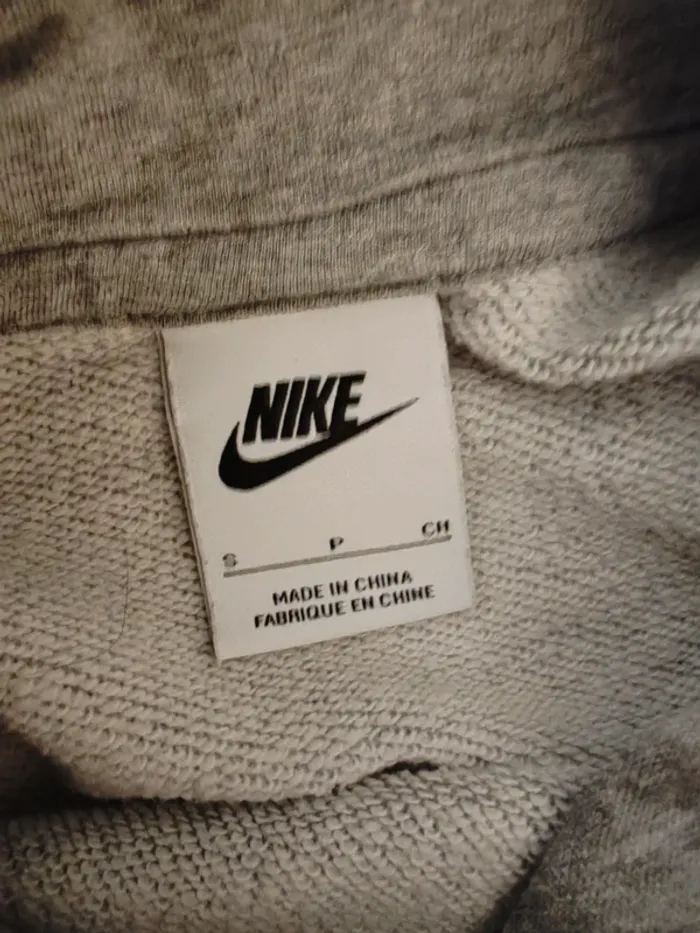 NIKE
S P CH
MADE IN CHINA
FABRIQUE EN CHINE